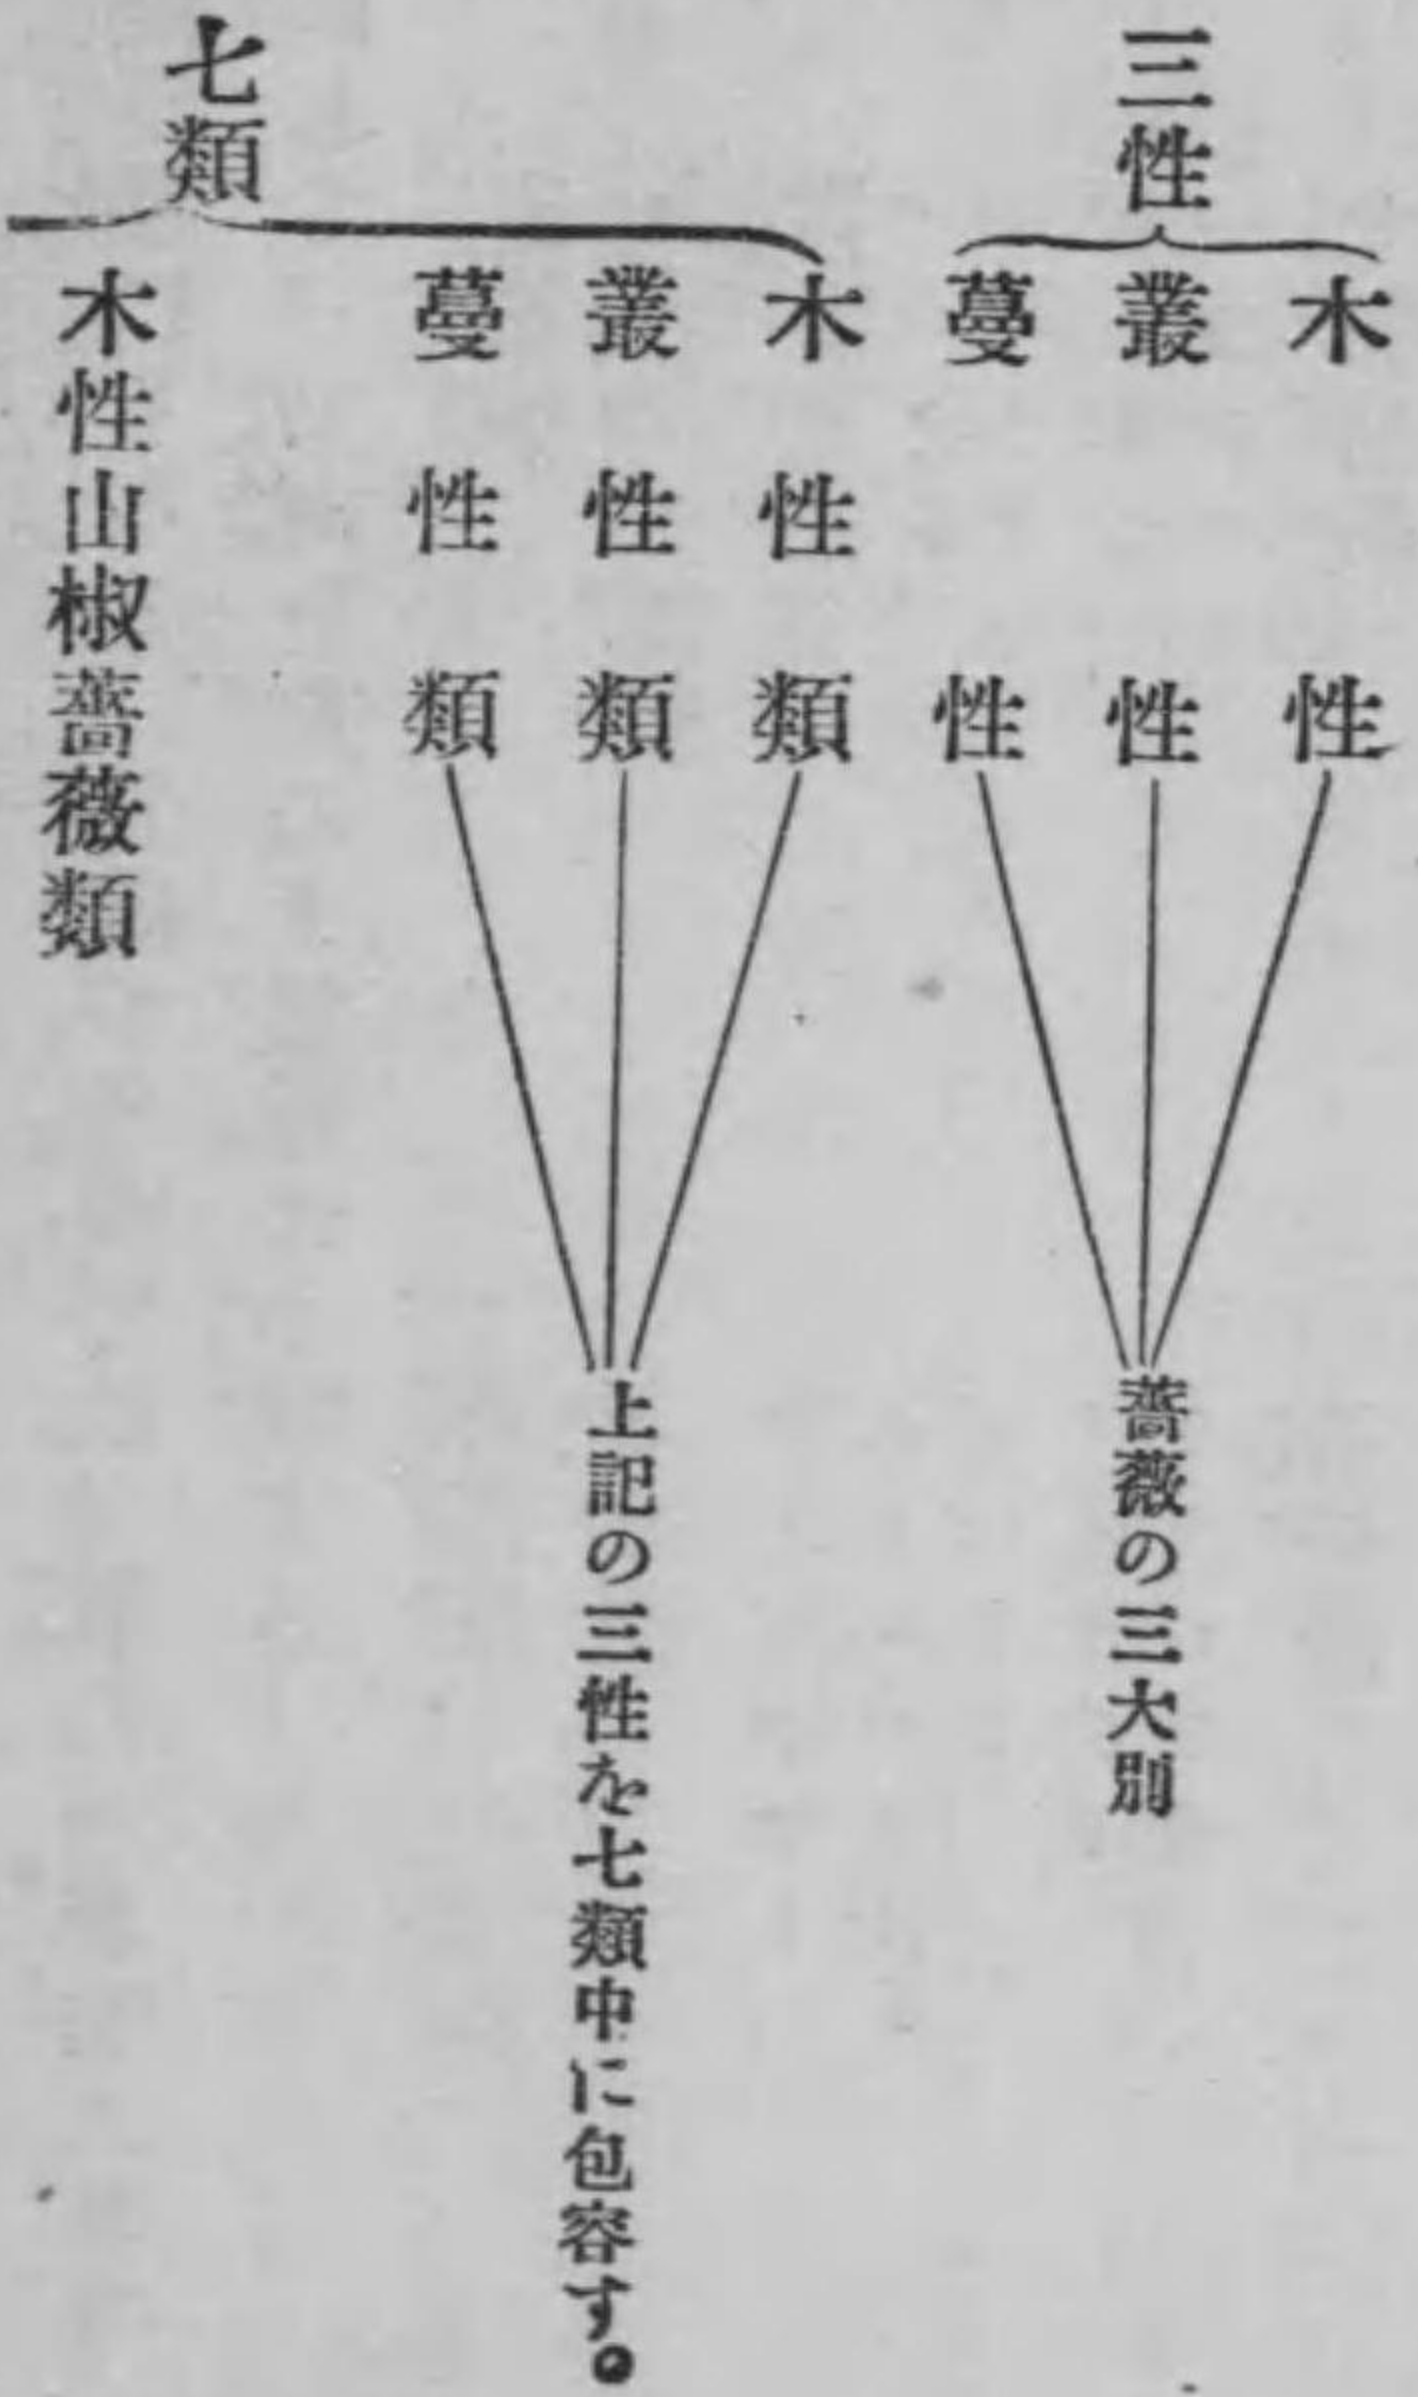 三性
木性
叢性
蔓性
薔薇の三大別
七類
木性類
叢性類
蔓性類
上記の三性を七類中に包容す。
木性山椒薔薇類